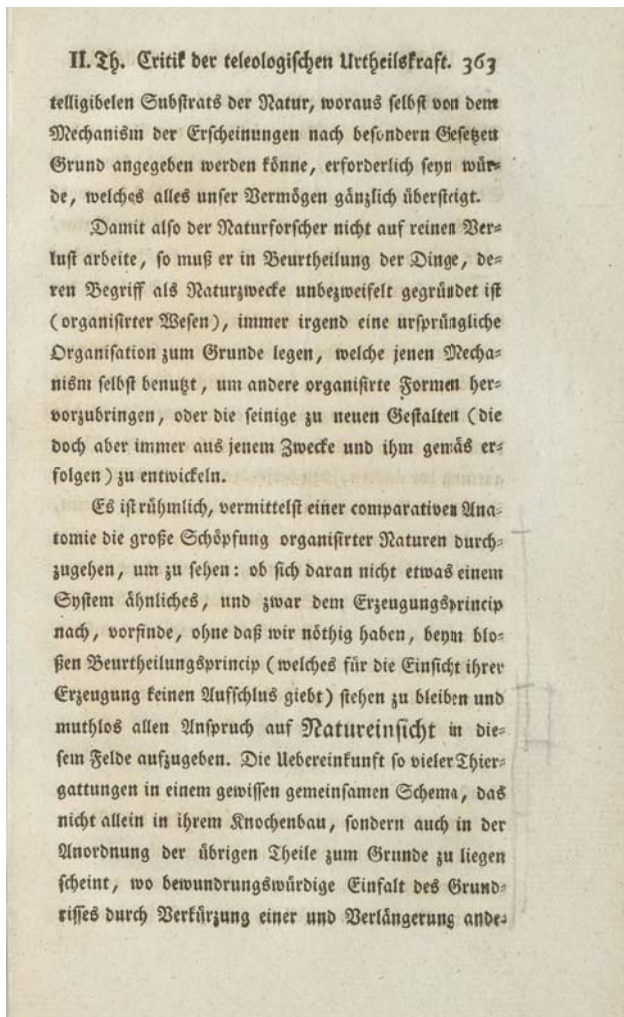 II. Th. Critik der teleologischen Urtheilskraft. 363
telligibelen Substrats der Natur, woraus selbst von dem
Mechanism der Erscheinungen nach besondern Gesetzen
Grund angegeben werden könne, erforderlich seyn wür-
de, welches alles unser Vermögen gänzlich übersteigt.
Damit also der Naturforscher nicht auf reinen Ver-
lust arbeite, so muß er in Beurtheilung der Dinge, de-
ren Begriff als Naturzwecke unbezweifelt gegründet ist
(organisirter Wesen), immer irgend eine ursprüngliche
Organisation zum Grunde legen, welche jenen Mecha-
nism selbst benutzt, um andere organisirte Formen her-
vorzubringen, oder die seinige zu neuen Gestalten (die
doch aber immer aus jenem Zwecke und ihm gemäs er-
folgen) zu entwickeln.
Es ist rühmlich, vermittelst einer comparativen Ana-
tomie die große Schöpfung organisirter Naturen durch-
zugehen, um zu sehen: ob sich daran nicht etwas einem
System ähnliches, und zwar dem Erzeugungsprincip
nach, vorfinde, ohne daß wir nöthig haben, beym blo-
ßen Beurtheilungsprincip (welches für die Einsicht ihrer
Erzeugung keinen Aufschlus giebt) stehen zu bleiben und
muthlos allen Anspruch auf Natureinsicht in die-
sem Felde aufzugeben. Die Uebereinkunft so vieler Thier-
gattungen in einem gewissen gemeinsamen Schema, das
nicht allein in ihrem Knochenbau, sondern auch in der
Anordnung der übrigen Theile zum Grunde zu liegen
scheint, wo bewundrungswürdige Einfalt des Grund-
risses durch Verkürzung einer und Verlängerung ande-